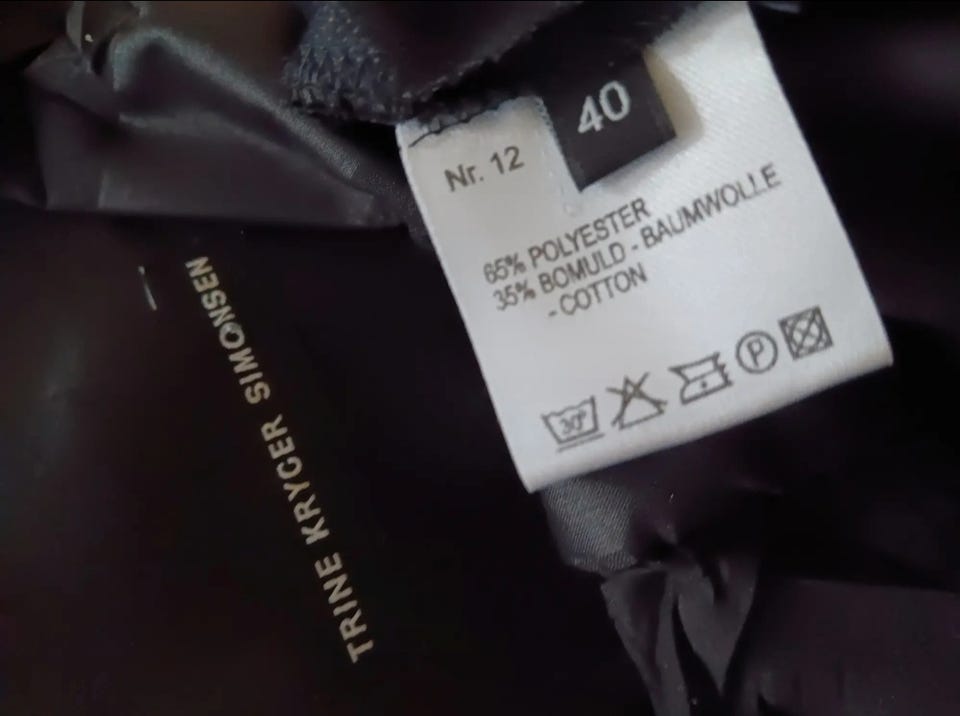 40
Nr. 12
65% POLYESTER
35% BOMULD - BAUMWOLLE
- COTTON
30°
P
TRINE KRYGER SIMONSEN